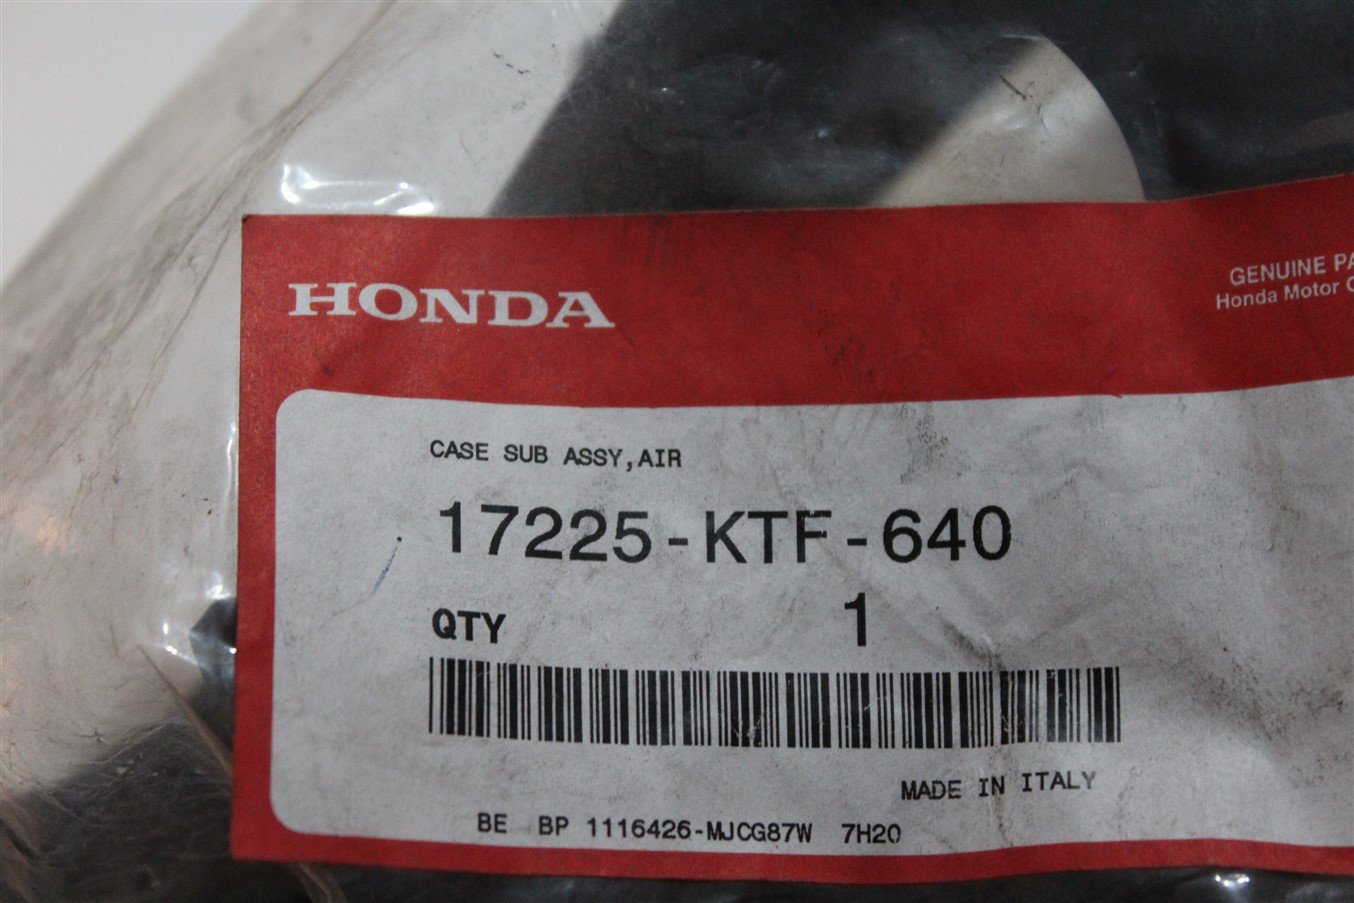 HONDA
GENUINE
Honda Motor
CASE SUB ASSY,AIR
17225-KTF-640
QTY 1
MADE IN ITALY
BE BP 1116426-MJCG87W 7H20